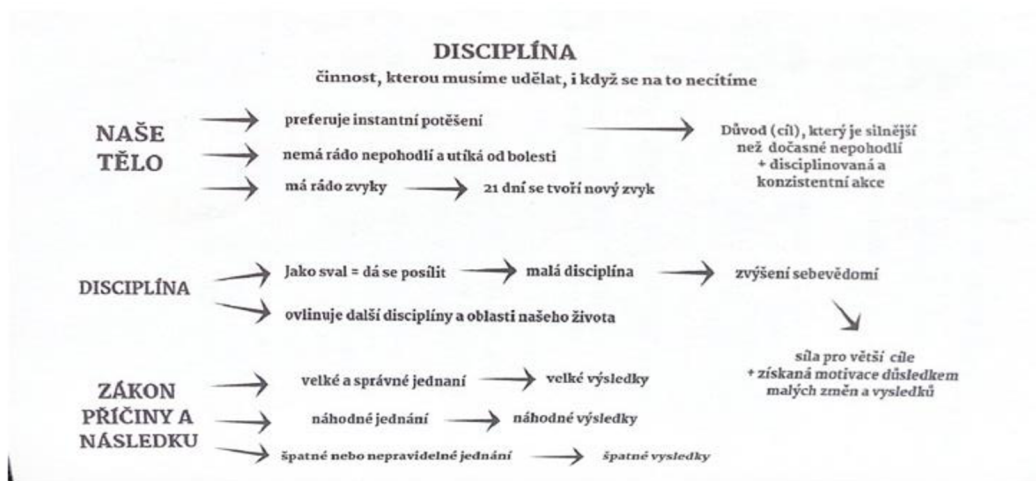 DISCIPLÍNA
činnost, kterou musíme udělat, i když se na to necítíme
NAŠE
TĚLO
preferuje instantní potěšení
nemá rádo nepohodlí a utíká od bolesti
má rádo zvyky
21 dní se tvoří nový zvyk
Důvod (cíl), který je silnější
než dočasné nepohodlí
+ disciplinovaná a
konzistentní akce
DISCIPLÍNA
Jako sval = dá se posílit
malá disciplína
zvýšení sebevědomí
ovlinuje další disciplíny a oblasti našeho života
síla pro větší cíle
+ získaná motivace důsledkem
malých změn a vysledků
ZÁKON
PŘÍČINY A
NÁSLEDKU
velké a správné jednaní
velké výsledky
náhodné jednání
náhodné výsledky
špatné nebo nepravidelné jednání
špatné vysledky